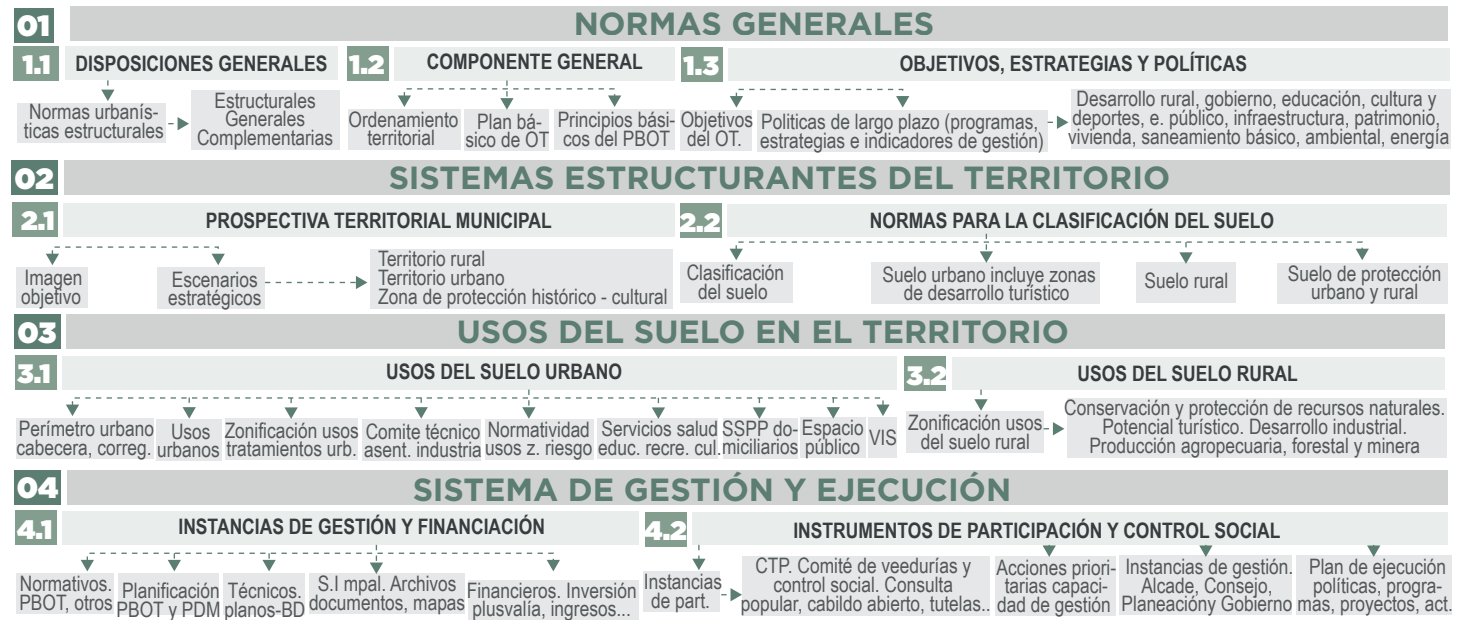 01
NORMAS GENERALES
1.1
DISPOSICIONES GENERALES
Normas urbanís-
ticas estructurales
Estructurales
Generales
Complementarias
1.2
COMPONENTE GENERAL
Ordenamiento
territorial
Plan bá-
sico de OT
Principios bási-
cos del PBOT
1.3
OBJETIVOS, ESTRATEGIAS Y POLÍTICAS
Objetivos
del OT.
Politicas de largo plazo (programas,
estrategias e indicadores de gestión)
Desarrollo rural, gobierno, educación, cultura y
deportes, e. público, infraestructura, patrimonio,
vivienda, saneamiento básico, ambiental, energía
02
SISTEMAS ESTRUCTURANTES DEL TERRITORIO
2.1
PROSPECTIVA TERRITORIAL MUNICIPAL
Imagen
objetivo
Escenarios
estratégicos
Territorio rural
Territorio urbano
Zona de protección histórico - cultural
2.2
NORMAS PARA LA CLASIFICACIÓN DEL SUELO
Clasificación
del suelo
Suelo urbano incluye zonas
de desarrollo turístico
Suelo rural
Suelo de protección
urbano y rural
03
USOS DEL SUELO EN EL TERRITORIO
3.1
USOS DEL SUELO URBANO
Perímetro urbano
cabecera, correg.
Usos
urbanos
Zonificación usos
tratamientos urb.
Comite técnico
asent. industria
Normatividad
usos z. riesgo
Servicios salud
educ. recre. cul.
SSPP do-
miciliarios
Espacio
público
VIS
3.2
USOS DEL SUELO RURAL
Zonificación usos
del suelo rural
Conservación y protección de recursos naturales.
Potencial turístico. Desarrollo industrial.
Producción agropecuaria, forestal y minera
04
SISTEMA DE GESTIÓN Y EJECUCIÓN
4.1
INSTANCIAS DE GESTIÓN Y FINANCIACIÓN
Normativos.
PBOT, otros
Planificación
PBOT y PDM
Técnicos.
planos-BD
S.I mpal. Archivos
documentos, mapas
Financieros. Inversión
plusvalía, ingresos...
4.2
INSTRUMENTOS DE PARTICIPACIÓN Y CONTROL SOCIAL
Instancias
de part.
CTP. Comité de veedurías y
control social. Consulta
popular, cabildo abierto, tutelas..
Acciones priori-
tarias capaci-
dad de gestión
Instancias de gestión.
Alcade, Consejo,
Planeacióny Gobierno
Plan de ejecución
políticas, progra-
mas, proyectos, act.